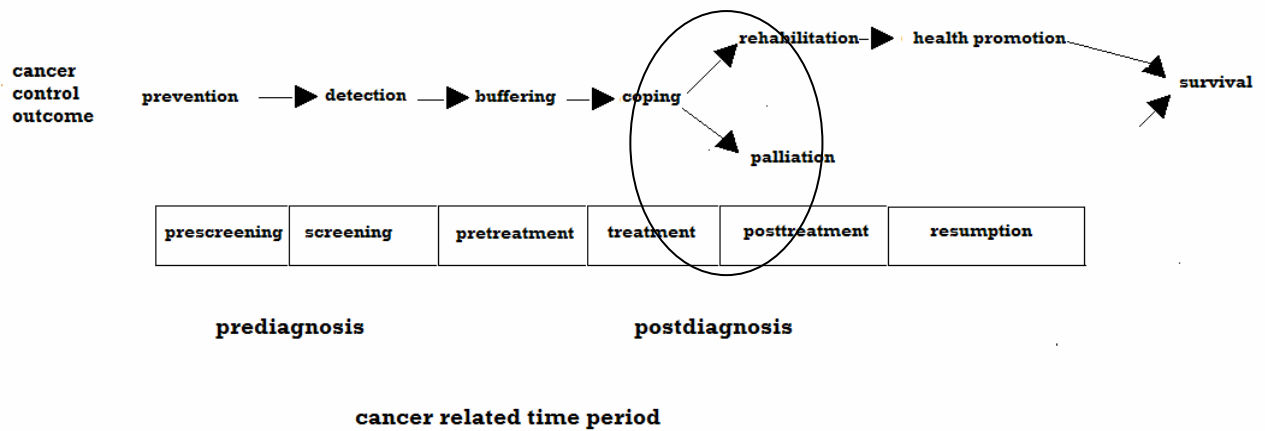 cancer
control
outcome
prevention
detection
buffering
coping
rehabilitation
health promotion
palliation
survival
prescreening
screening
pretreatment
treatment
posttreatment
resumption
prediagnosis
postdiagnosis
cancer related time period